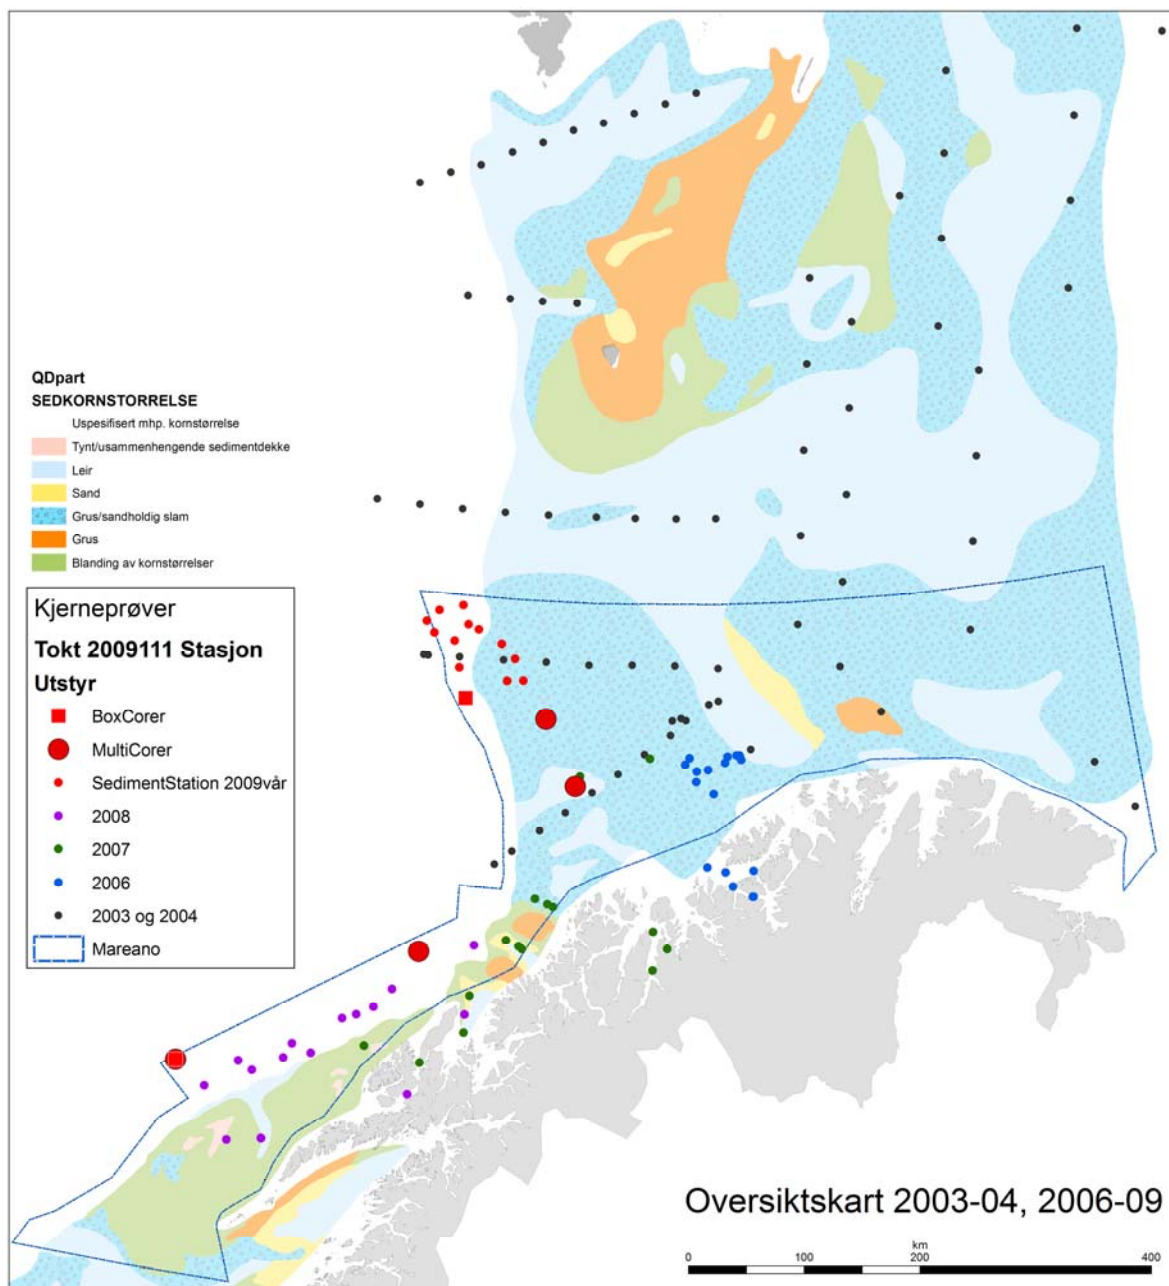 QDpart
SEDKORNSTORRELSE
Uspesifisert mhp. kornstørrelse
Tynt/usammenhengende sedimentdekke
Leir
Sand
Grus/sandholdig slam
Grus
Blanding av kornstørrelser
Kjerneprøver
Tokt 2009111 Stasjon
Utstyr
BoxCorer
MultiCorer
SedimentStation 2009vår
2008
2007
2006
2003 og 2004
Mareano
Oversiktskart 2003-04, 2006-09
km
0 100 200 400